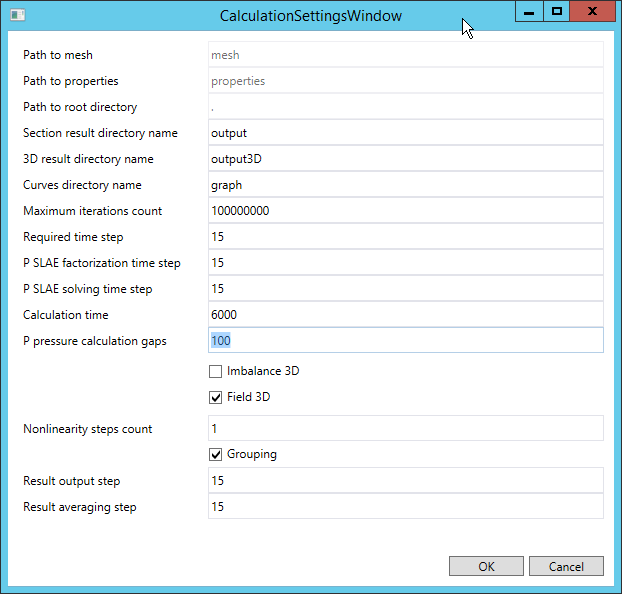 CalculationSettingsWindow
Path to mesh mesh
Path to properties properties
Path to root directory .
Section result directory name output
3D result directory name output3D
Curves directory name graph
Maximum iterations count 100000000
Required time step 15
P SLAE factorization time step 15
P SLAE solving time step 15
Calculation time 6000
P pressure calculation gaps 100
Imbalance 3D
Field 3D
Nonlinearity steps count 1
Grouping
Result output step 15
Result averaging step 15
OK Cancel